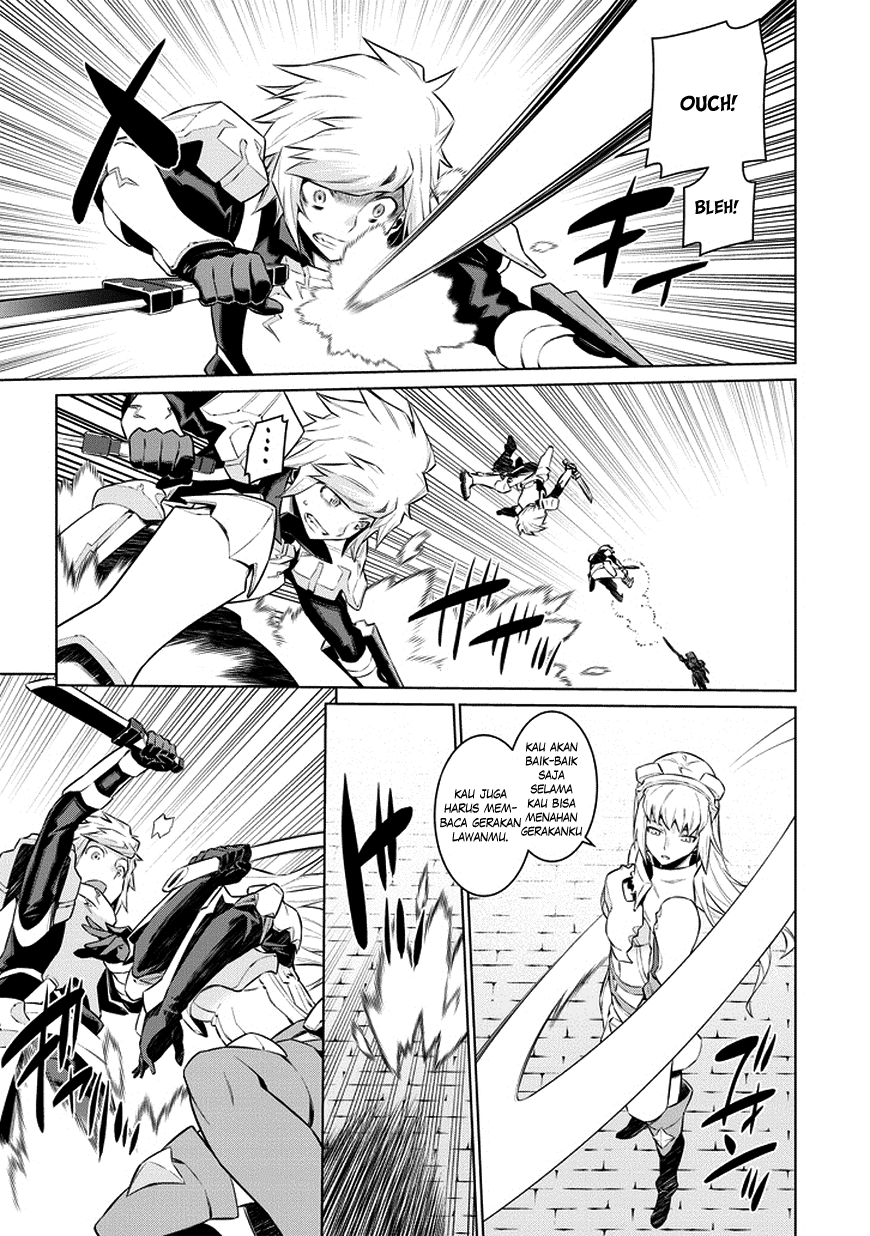 OUCH!
BLEH!
...
KAU AKAN
BAIK-BAIK
SAJA
SELAMA
KAU BISA
MENAHAN
GERAKANKU
KAU JUGA
HARUS MEM-
BACA GERAKAN
LAWANMU.